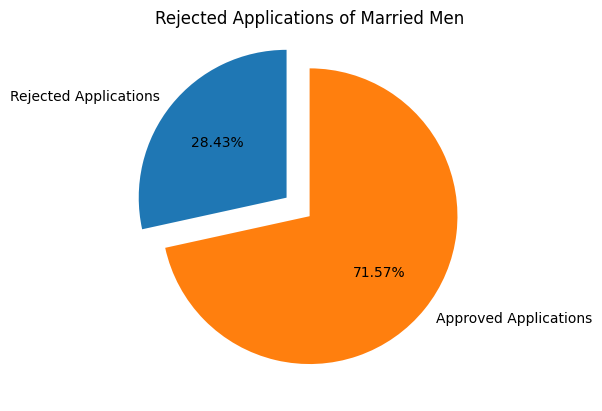 Rejected Applications of Married Men
Rejected Applications
28.43%
71.57%
Approved Applications